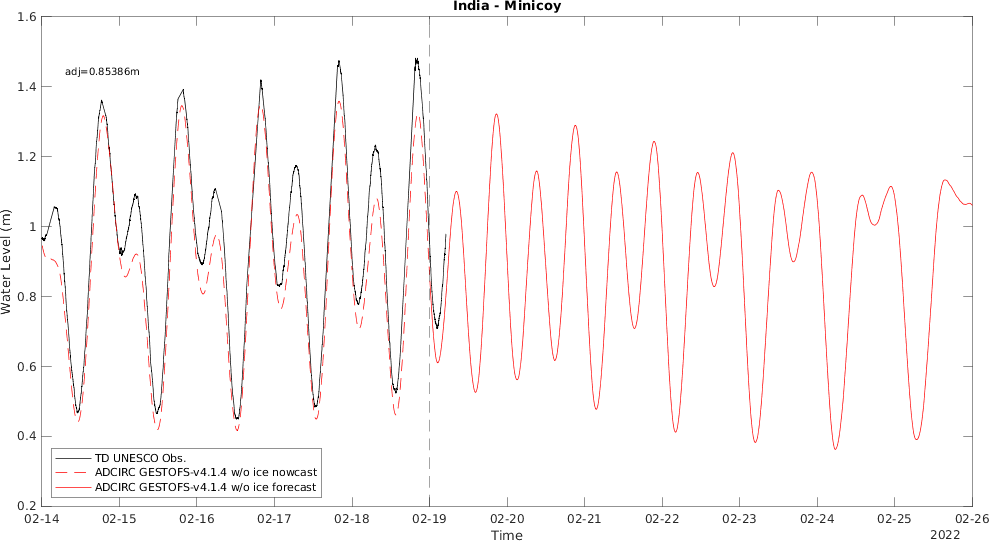 India - Minicoy
1.6
1.4
1.2
1
0.8
0.6
0.4
0.2
Water Level (m)
adj=0.85386m
TD UNESCO Obs.
ADCIRC GESTOFS-v4.1.4 w/o ice nowcast
ADCIRC GESTOFS-v4.1.4 w/o ice forecast
02-14 02-15 02-16 02-17 02-18 02-19 02-20 02-21 02-22 02-23 02-24 02-25 02-26
Time
2022